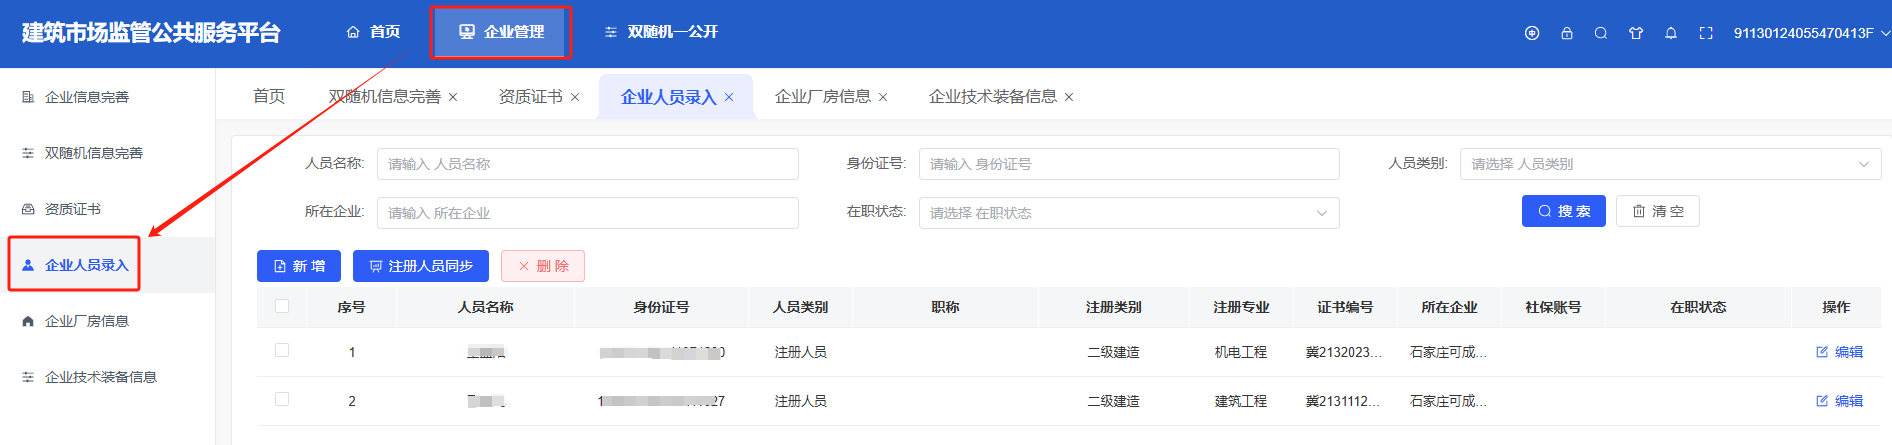 建筑市场监管公共服务平台 首页 企业管理 双随机一公开 91130124055470413F
企业信息完善
双随机信息完善
资质证书
企业人员录入
企业厂房信息
企业技术装备信息
首页 双随机信息完善 资质证书 企业人员录入 企业厂房信息 企业技术装备信息
人员名称: 请输入 人员名称 身份证号: 请输入 身份证号 人员类别: 请选择 人员类别
所在企业: 请输入 所在企业 在职状态: 请选择 在职状态 搜索 清空
新增 注册人员同步 删除
序号 人员名称 身份证号 人员类别 职称 注册类别 注册专业 证书编号 所在企业 社保账号 在职状态 操作
1 注册人员 二级建造 机电工程 冀2132023... 石家庄可成... 编辑
2 注册人员 二级建造 建筑工程 冀2131112... 石家庄可成... 编辑